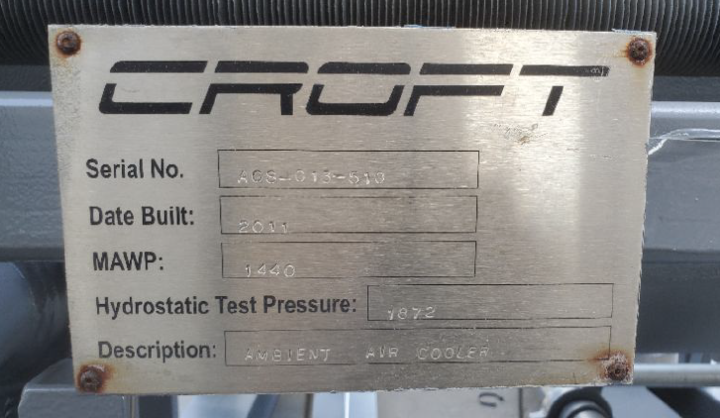 CROFT
Serial No. ACS-013-510
Date Built: 2011
MAWP: 1440
Hydrostatic Test Pressure: 1872
Description: AMBIENT AIR COOLER